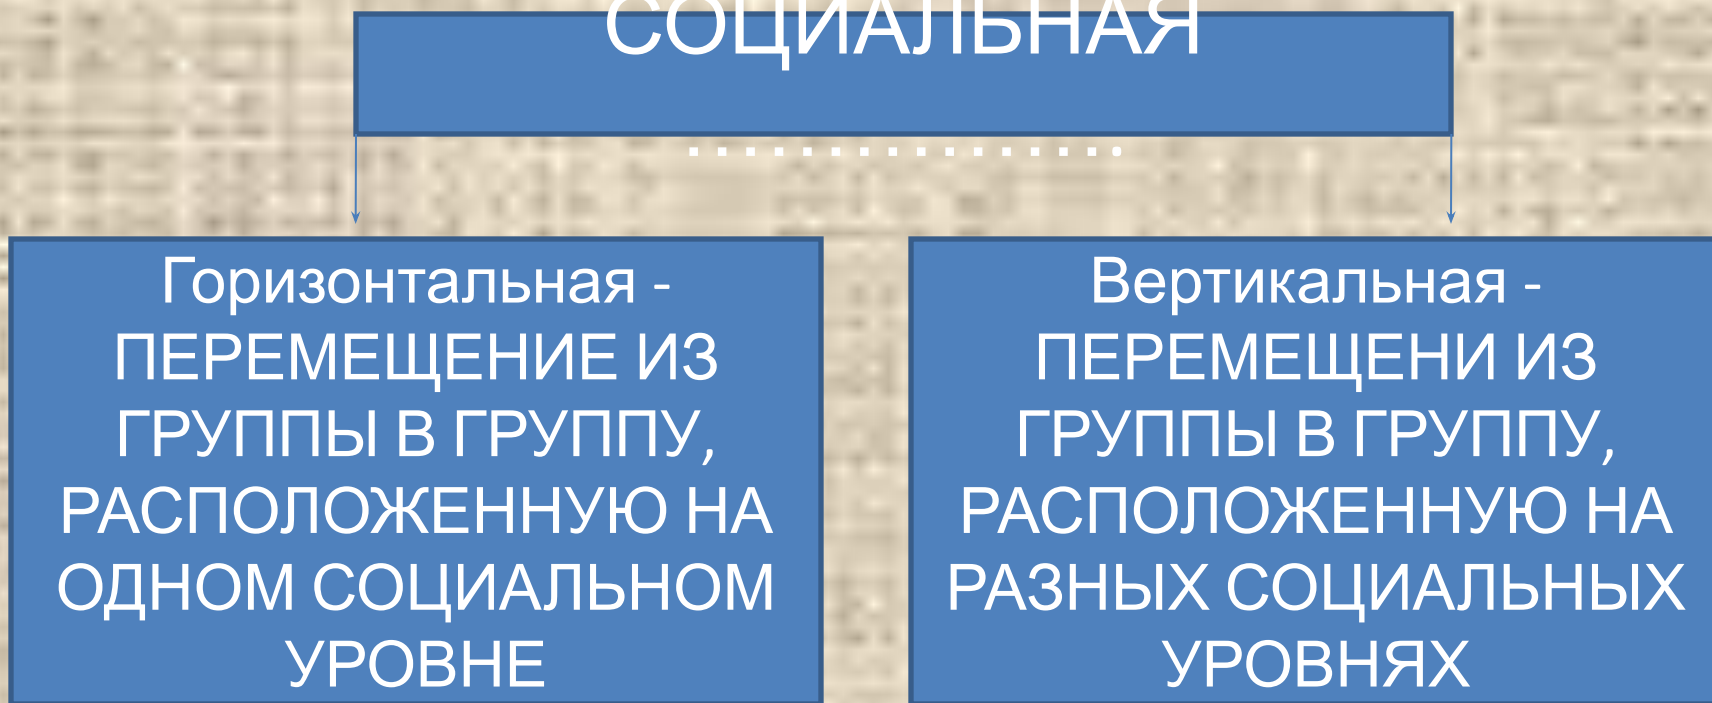 СОЦИАЛЬНАЯ
................
Горизонтальная -
ПЕРЕМЕЩЕНИЕ ИЗ
ГРУППЫ В ГРУППУ,
РАСПОЛОЖЕННУЮ НА
ОДНОМ СОЦИАЛЬНОМ
УРОВНЕ
Вертикальная -
ПЕРЕМЕЩЕНИ ИЗ
ГРУППЫ В ГРУППУ,
РАСПОЛОЖЕННУЮ НА
РАЗНЫХ СОЦИАЛЬНЫХ
УРОВНЯХ